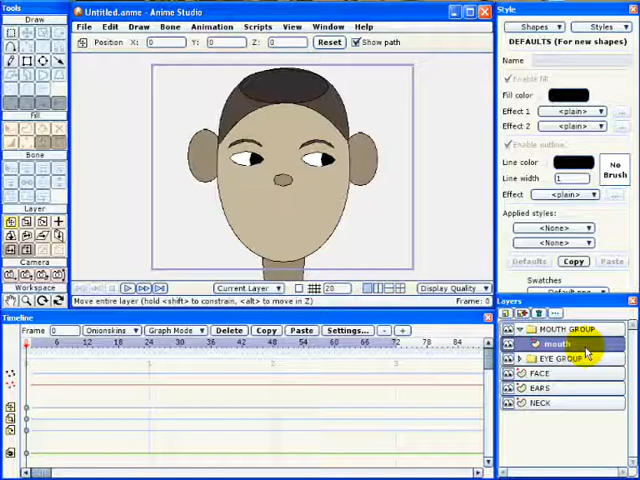 Tools
Draw
Fill
Bone
Layer
Camera
Workspace
Untitled.anme - Anime Studio
File Edit Draw Bone Animation Scripts View Window Help
Position X: 0 Y: 0 Z: 0 Reset Show path
Current Layer 20 Display Quality
Move entire layer (hold <shift> to constrain, <alt> to move in Z) Frame: 0
Style
Shapes Styles
DEFAULTS (For new shapes)
Name
Enable fill
Fill color
Effect 1 <plain> ...
Effect 2 <plain> ...
Enable outline
Line color
Line width 1
No Brush
Effect <plain> ...
Applied styles:
<None>
<None>
Defaults Copy Paste
Swatches
Layers
MOUTH GROUP
mouth
EYE GROUP
FACE
EARS
NECK
Timeline
Frame 0 Onionskins Graph Mode Delete Copy Paste Settings... - +
6 12 18 24 30 36 42 48 54 60 66 72 78 84
1 2 3